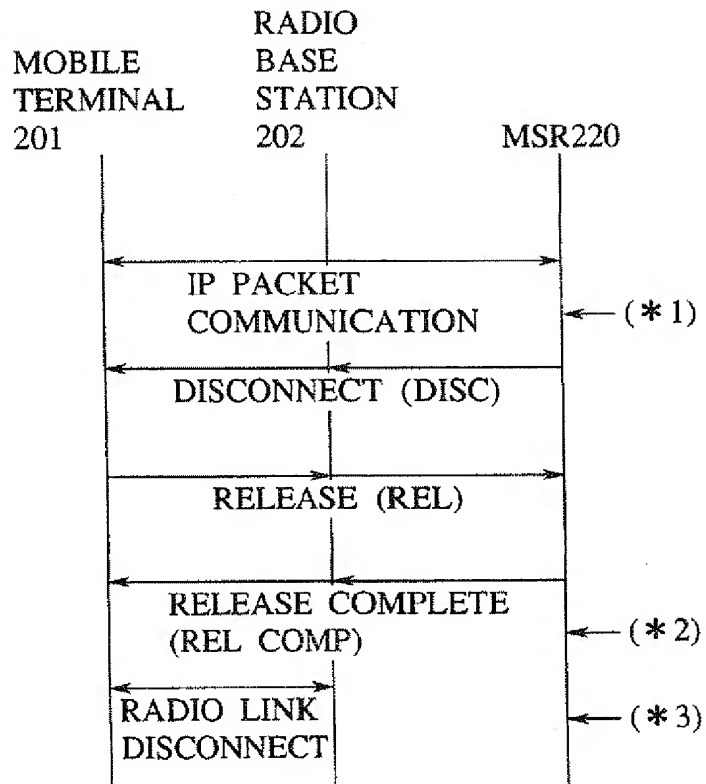 MOBILE
TERMINAL
201
RADIO
BASE
STATION
202
MSR220
IP PACKET
COMMUNICATION
(*1)
DISCONNECT (DISC)
RELEASE (REL)
RELEASE COMPLETE
(REL COMP)
(*2)
RADIO LINK
DISCONNECT
(*3)